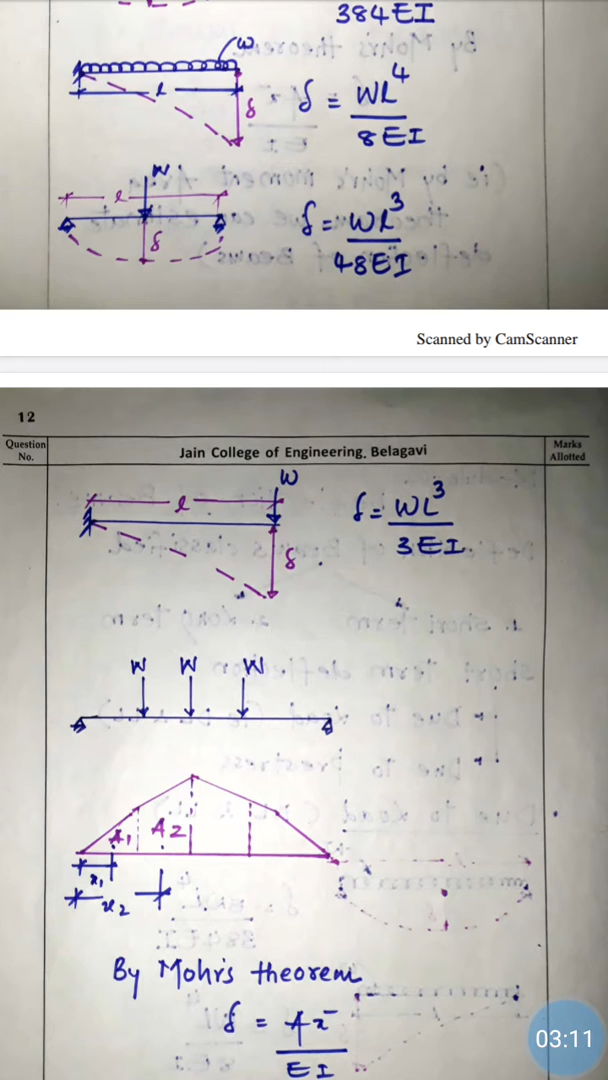 384EI
w
l
δ
δ = WL⁴
8EI
W
l
δ
δ = WL³
48EI
Scanned by CamScanner
12
Question No.
Jain College of Engineering, Belagavi
Marks Allotted
W
l
δ
δ = WL³
3EI
W W W
A1 A2
x1
x2
By Mohr's theorem
δ = Ax̄
EI
03:11